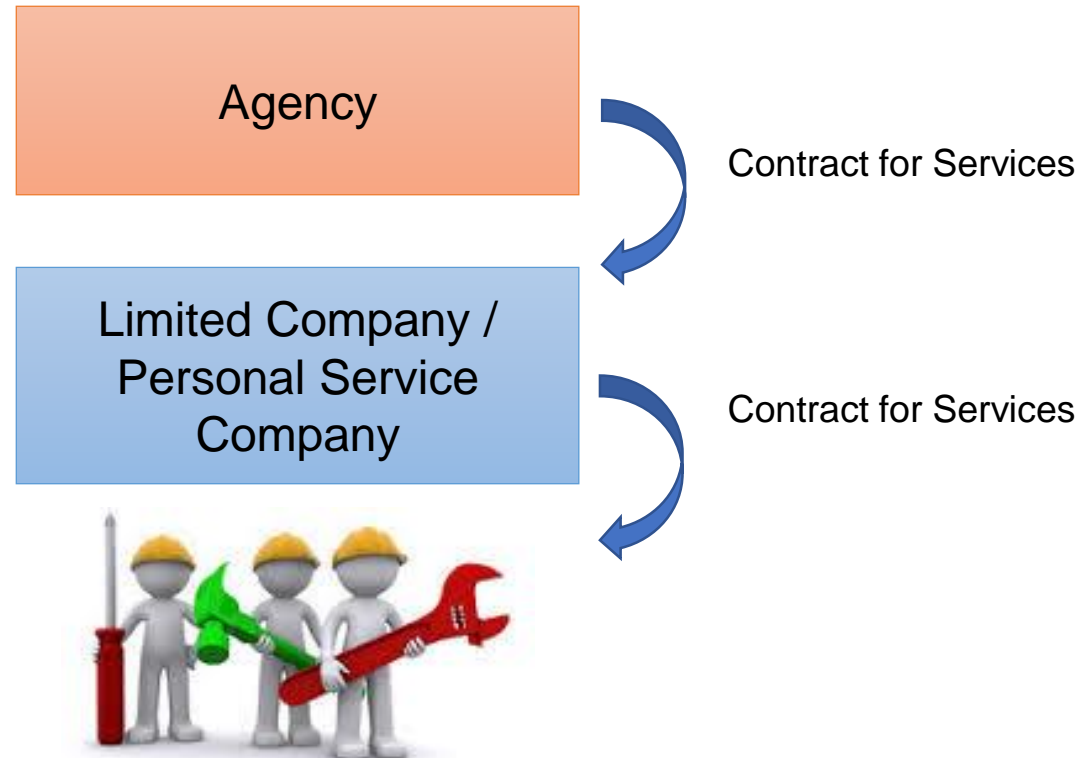 Agency
Contract for Services
Limited Company /
Personal Service
Company
Contract for Services